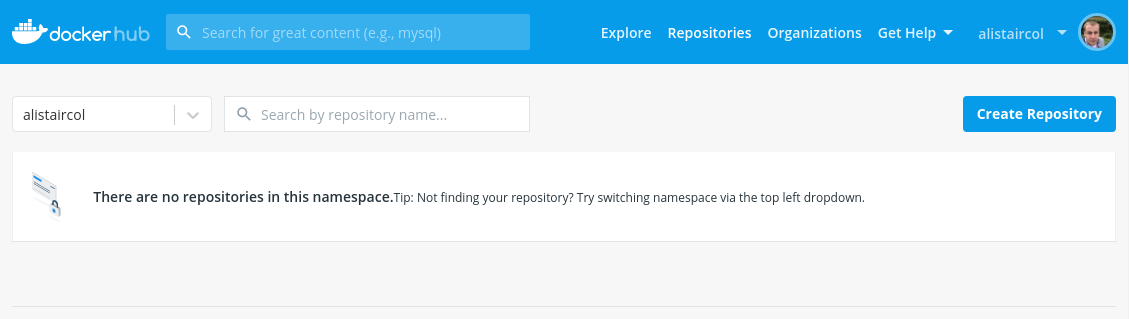 docker hub
Search for great content (e.g., mysql)
Explore Repositories Organizations Get Help alistaircol
alistaircol
Search by repository name...
Create Repository
There are no repositories in this namespace.Tip: Not finding your repository? Try switching namespace via the top left dropdown.